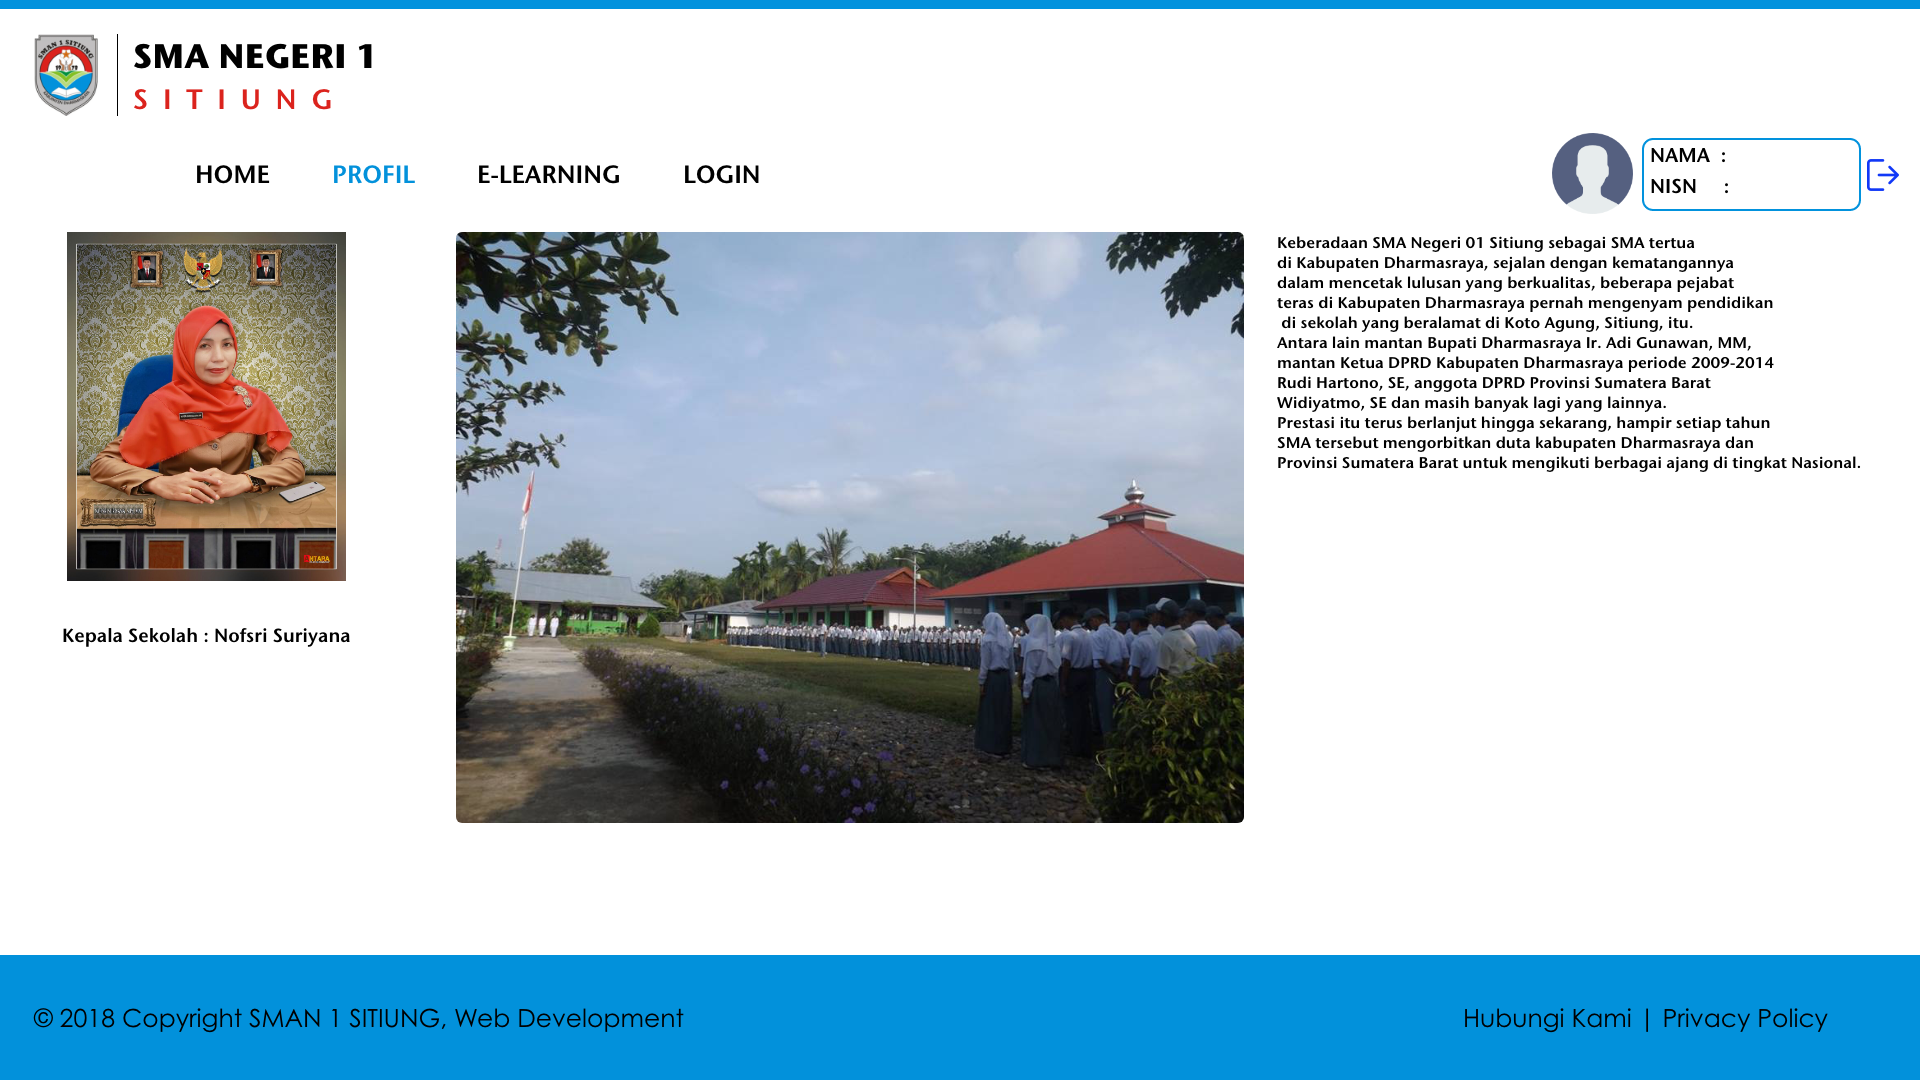 SMAN 1 SITIUNG
SMA NEGERI 1
SITIUNG
HOME
PROFIL
E-LEARNING
LOGIN
NAMA :
NISN :
Keberadaan SMA Negeri 01 Sitiung sebagai SMA tertua
di Kabupaten Dharmasraya, sejalan dengan kematangannya
dalam mencetak lulusan yang berkualitas, beberapa pejabat
teras di Kabupaten Dharmasraya pernah mengenyam pendidikan
di sekolah yang beralamat di Koto Agung, Sitiung, itu.
Antara lain mantan Bupati Dharmasraya Ir. Adi Gunawan, MM,
mantan Ketua DPRD Kabupaten Dharmasraya periode 2009-2014
Rudi Hartono, SE, anggota DPRD Provinsi Sumatera Barat
Widiyatmo, SE dan masih banyak lagi yang lainnya.
Prestasi itu terus berlanjut hingga sekarang, hampir setiap tahun
SMA tersebut mengorbitkan duta kabupaten Dharmasraya dan
Provinsi Sumatera Barat untuk mengikuti berbagai ajang di tingkat Nasional.
Kepala Sekolah : Nofsri Suriyana
© 2018 Copyright SMAN 1 SITIUNG, Web Development
Hubungi Kami | Privacy Policy